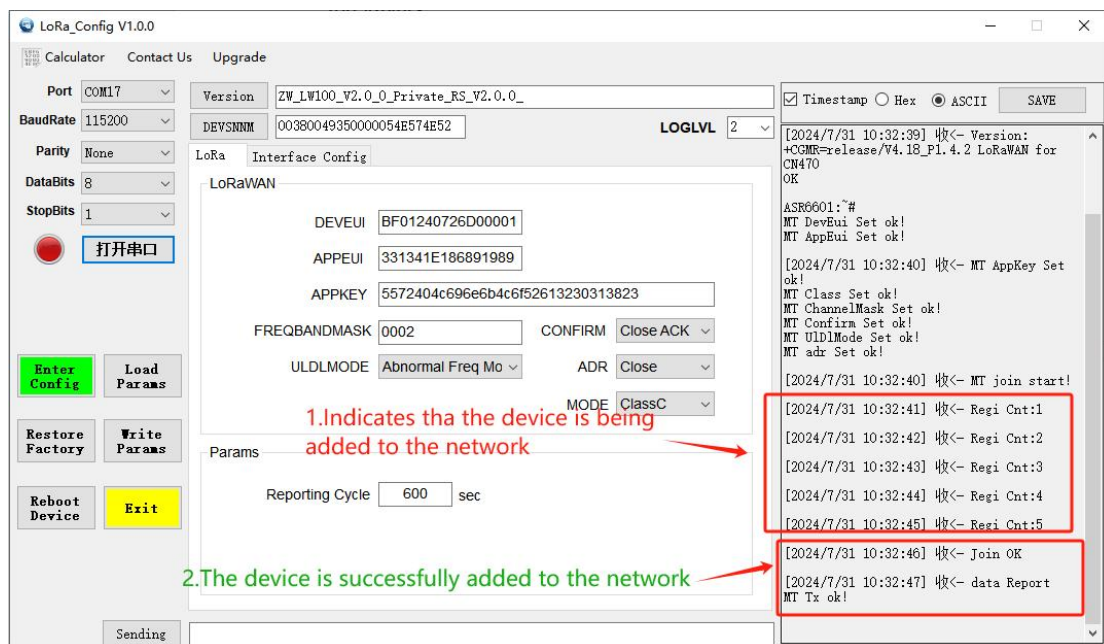 LoRa_Config V1.0.0
Calculator Contact Us Upgrade
Port COM17
BaudRate 115200
Parity None
DataBits 8
StopBits 1
打开串口
Enter Config
Load Params
Restore Factory
Write Params
Reboot Device
Exit
Sending
Version ZW_LW100_V2.0_0_Private_RS_V2.0.0_
DEVSNNM 00380049350000054E574E52 LOGLVL 2
LoRa Interface Config
LoRaWAN
DEVEUI BF01240726D00001
APPEUI 331341E186891989
APPKEY 5572404c696e6b4c6f52613230313823
FREQBANDMASK 0002 CONFIRM Close ACK
ULDLMODE Abnormal Freq Mo ADR Close
MODE ClassC
1.Indicates tha the device is being
added to the network
Params
Reporting Cycle 600 sec
2.The device is successfully added to the network
Timestamp Hex ASCII SAVE
[2024/7/31 10:32:39] 收<- Version:
+CGMR=release/V4.18_P1.4.2 LoRaWAN for
CN470
OK
ASR6601:~#
MT DevEui Set ok!
MT AppEui Set ok!
[2024/7/31 10:32:40] 收<- MT AppKey Set
ok!
MT Class Set ok!
MT ChannelMask Set ok!
MT Confirm Set ok!
MT UlDlMode Set ok!
MT adr Set ok!
[2024/7/31 10:32:40] 收<- MT join start!
[2024/7/31 10:32:41] 收<- Regi Cnt:1
[2024/7/31 10:32:42] 收<- Regi Cnt:2
[2024/7/31 10:32:43] 收<- Regi Cnt:3
[2024/7/31 10:32:44] 收<- Regi Cnt:4
[2024/7/31 10:32:45] 收<- Regi Cnt:5
[2024/7/31 10:32:46] 收<- Join OK
[2024/7/31 10:32:47] 收<- data Report
MT Tx ok!